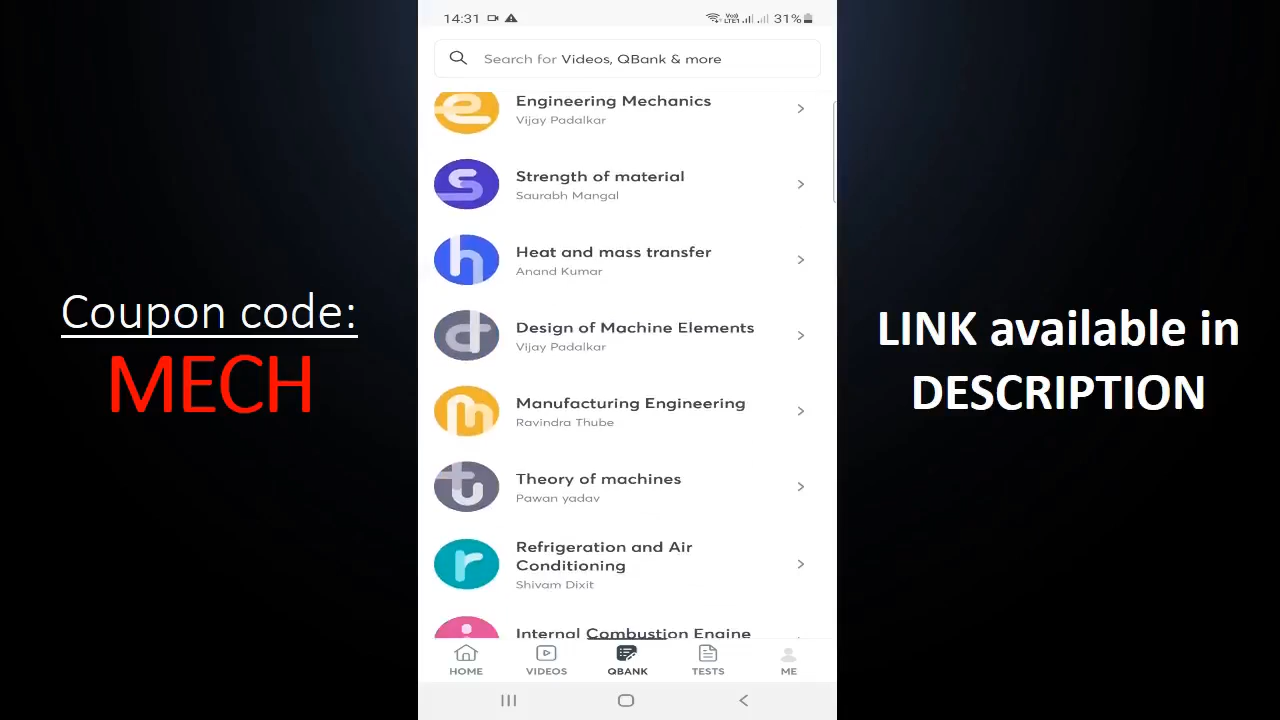 14:31
31%
Search for Videos, QBank & more
Engineering Mechanics
Vijay Padalkar
Strength of material
Saurabh Mangal
Heat and mass transfer
Anand Kumar
Design of Machine Elements
Vijay Padalkar
Manufacturing Engineering
Ravindra Thube
Theory of machines
Pawan yadav
Refrigeration and Air
Conditioning
Shivam Dixit
Internal Combustion Engine
HOME VIDEOS QBANK TESTS ME
Coupon code:
MECH
LINK available in
DESCRIPTION